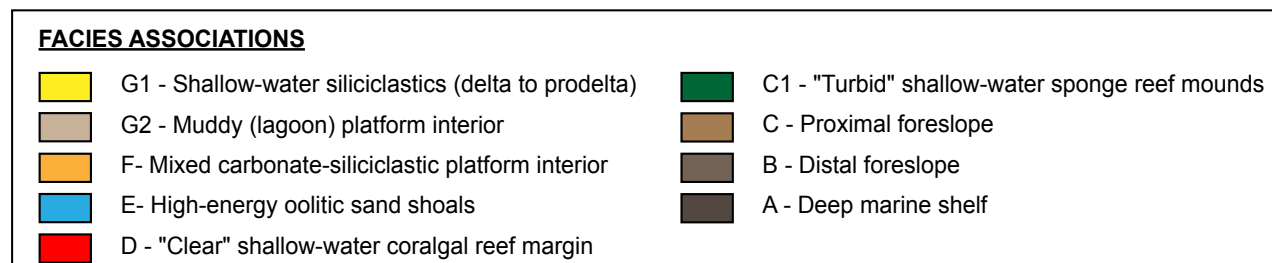 FACIES ASSOCIATIONS
G1 - Shallow-water siliciclastics (delta to prodelta)
G2 - Muddy (lagoon) platform interior
F- Mixed carbonate-siliciclastic platform interior
E- High-energy oolitic sand shoals
D - "Clear" shallow-water coralgal reef margin
C1 - "Turbid" shallow-water sponge reef mounds
C - Proximal foreslope
B - Distal foreslope
A - Deep marine shelf